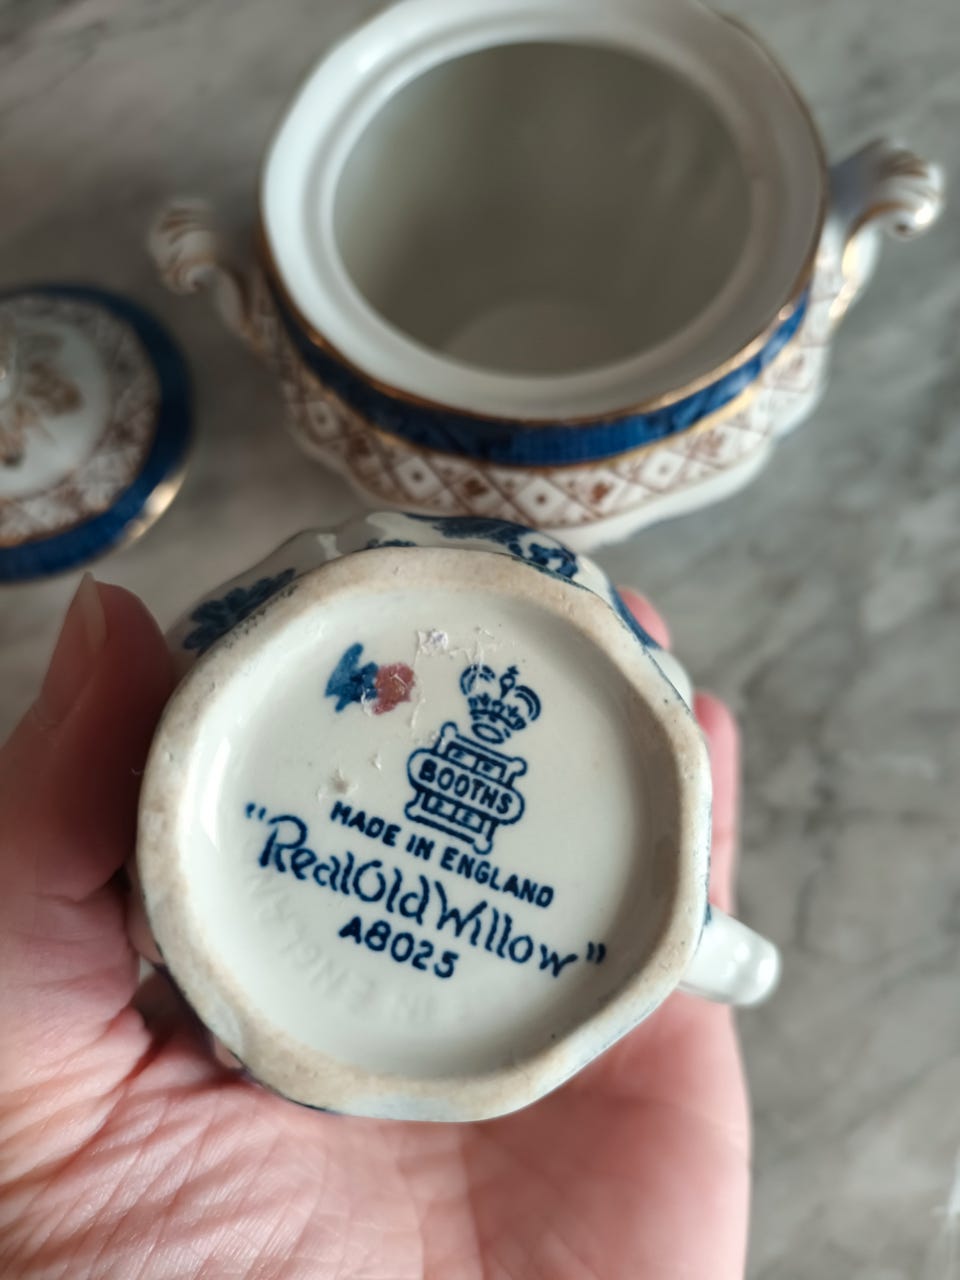 BOOTHS
MADE IN ENGLAND
"Real Old Willow"
A8025